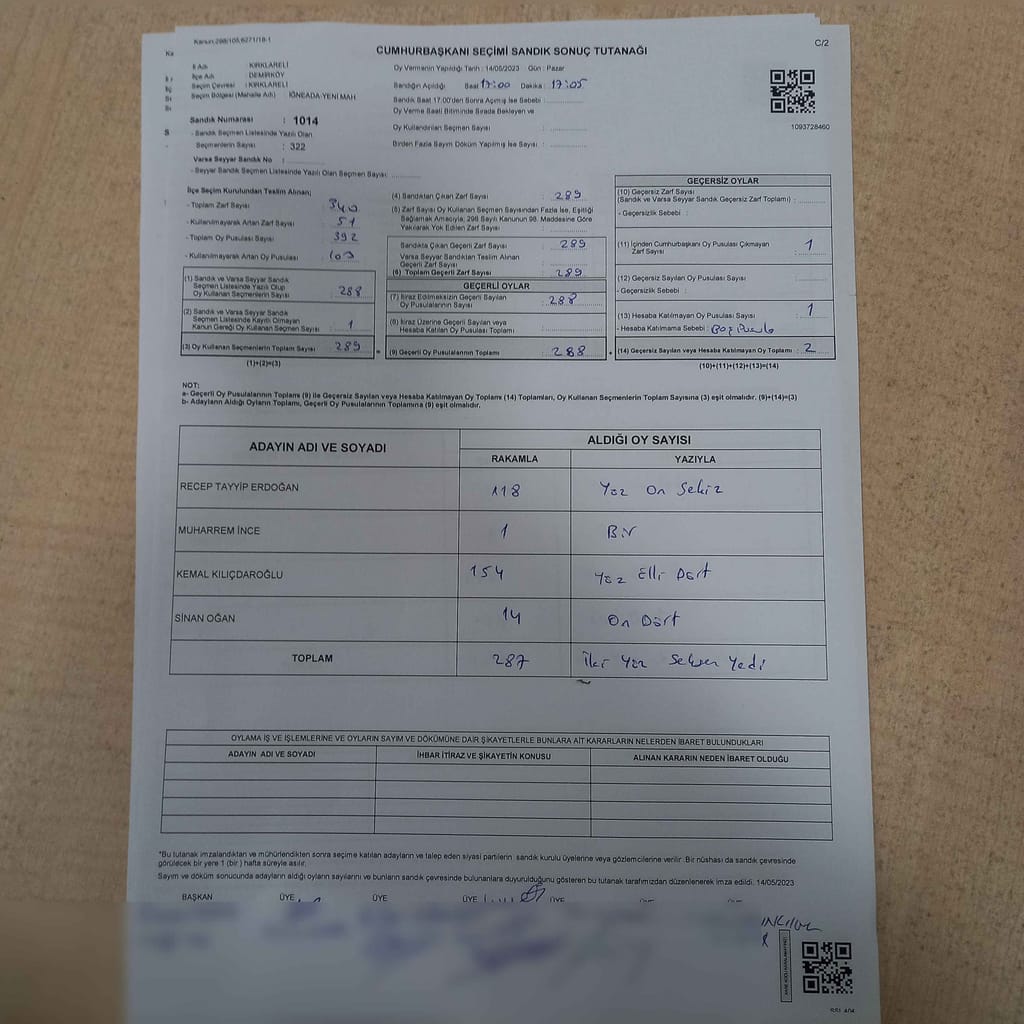 Kanun:298/105,6271/18-1
C/2
CUMHURBAŞKANI SEÇİMİ SANDIK SONUÇ TUTANAĞI
İl Adı : KIRKLARELİ
İlçe Adı : DEMİRKÖY
Seçim Çevresi : KIRKLARELİ
Seçim Bölgesi (Mahalle Adı) : İĞNEADA-YENİ MAH
Oy Vermenin Yapıldığı Tarih : 14/05/2023 Gün : Pazar
Sandığın Açıldığı Saat 17:00 Dakika : 17:05
Sandık Saat 17.00'den Sonra Açılmış İse Sebebi :
Oy Verme Saati Bitiminde Sırada Bekleyen ve
Oy Kullandırılan Seçmen Sayısı :
Birden Fazla Sayım Döküm Yapılmış İse Sayısı :
1093728460
Sandık Numarası : 1014
- Sandık Seçmen Listesinde Yazılı Olan
Seçmenlerin Sayısı : 322
Varsa Seyyar Sandık No :
- Seyyar Sandık Seçmen Listesinde Yazılı Olan Seçmen Sayısı :
İlçe Seçim Kurulundan Teslim Alınan;
- Toplam Zarf Sayısı : 340
- Kullanılmayarak Artan Zarf Sayısı : 51
- Toplam Oy Pusulası Sayısı : 392
- Kullanılmayarak Artan Oy Pusulası : 103
(1) Sandık ve Varsa Seyyar Sandık
Seçmen Listesinde Yazılı Olup
Oy Kullanan Seçmenlerin Sayısı : 288
(2) Sandık ve Varsa Seyyar Sandık
Seçmen Listesinde Kayıtlı Olmayan
Kanun Gereği Oy Kullanan Seçmen Sayısı : 1
(3) Oy Kullanan Seçmenlerin Toplam Sayısı : 289
(1)+(2)=(3)
(4) Sandıktan Çıkan Zarf Sayısı : 289
(5) Zarf Sayısı Oy Kullanan Seçmen Sayısından Fazla İse, Eşitliği
Sağlamak Amacıyla; 298 Sayılı Kanunun 98. Maddesine Göre
Yakılarak Yok Edilen Zarf Sayısı :
Sandıkta Çıkan Geçerli Zarf Sayısı : 289
Varsa Seyyar Sandıktan Teslim Alınan
Geçerli Zarf Sayısı :
(6) Toplam Geçerli Zarf Sayısı : 289
GEÇERLİ OYLAR
(7) İtiraz Edilmeksizin Geçerli Sayılan
Oy Pusulalarının Sayısı : 288
(8) İtiraz Üzerine Geçerli Sayılan veya
Hesaba Katılan Oy Pusulası Toplamı :
(9) Geçerli Oy Pusulalarının Toplamı : 288
GEÇERSİZ OYLAR
(10) Geçersiz Zarf Sayısı
(Sandık ve Varsa Seyyar Sandık Geçersiz Zarf Toplamı) :
- Geçersizlik Sebebi :
(11) İçinden Cumhurbaşkanı Oy Pusulası Çıkmayan
Zarf Sayısı : 1
(12) Geçersiz Sayılan Oy Pusulası Sayısı :
- Geçersizlik Sebebi :
(13) Hesaba Katılmayan Oy Pusulası Sayısı : 1
- Hesaba Katılmama Sebebi : Boş Pusula
(14) Geçersiz Sayılan veya Hesaba Katılmayan Oy Toplamı : 2
(10)+(11)+(12)+(13)=(14)
NOT:
a- Geçerli Oy Pusulalarının Toplamı (9) ile Geçersiz Sayılan veya Hesaba Katılmayan Oy Toplamı (14) Toplamları, Oy Kullanan Seçmenlerin Toplam Sayısına (3) eşit olmalıdır. (9)+(14)=(3)
b- Adayların Aldığı Oyların Toplamı, Geçerli Oy Pusulalarının Toplamına (9) eşit olmalıdır.
ADAYIN ADI VE SOYADI
ALDIĞI OY SAYISI
RAKAMLA YAZIYLA
RECEP TAYYİP ERDOĞAN 118 Yüz On Sekiz
MUHARREM İNCE 1 Bir
KEMAL KILIÇDAROĞLU 154 Yüz Elli Dört
SİNAN OĞAN 14 On Dört
TOPLAM 287 İki Yüz Seksen Yedi
OYLAMA İŞ VE İŞLEMLERİNE VE OYLARIN SAYIM VE DÖKÜMÜNE DAİR ŞİKAYETLERLE BUNLARA AİT KARARLARIN NELERDEN İBARET BULUNDUKLARI
ADAYIN ADI VE SOYADI İHBAR İTİRAZ VE ŞİKAYETİN KONUSU ALINAN KARARIN NEDEN İBARET OLDUĞU
*Bu tutanak imzalandıktan ve mühürlendikten sonra seçime katılan adayların ve talep eden siyasi partilerin sandık kurulu üyelerine veya gözlemcilerine verilir. Bir nüshası da sandık çevresinde
görülecek bir yere 1 (bir) hafta süreyle asılır.
Sayım ve döküm sonucunda adayların aldığı oyların sayılarını ve bunların sandık çevresinde bulunanlara duyurulduğunu gösteren bu tutanak tarafımızdan düzenlenerek imza edildi. 14/05/2023
BAŞKAN ÜYE ÜYE ÜYE ÜYE